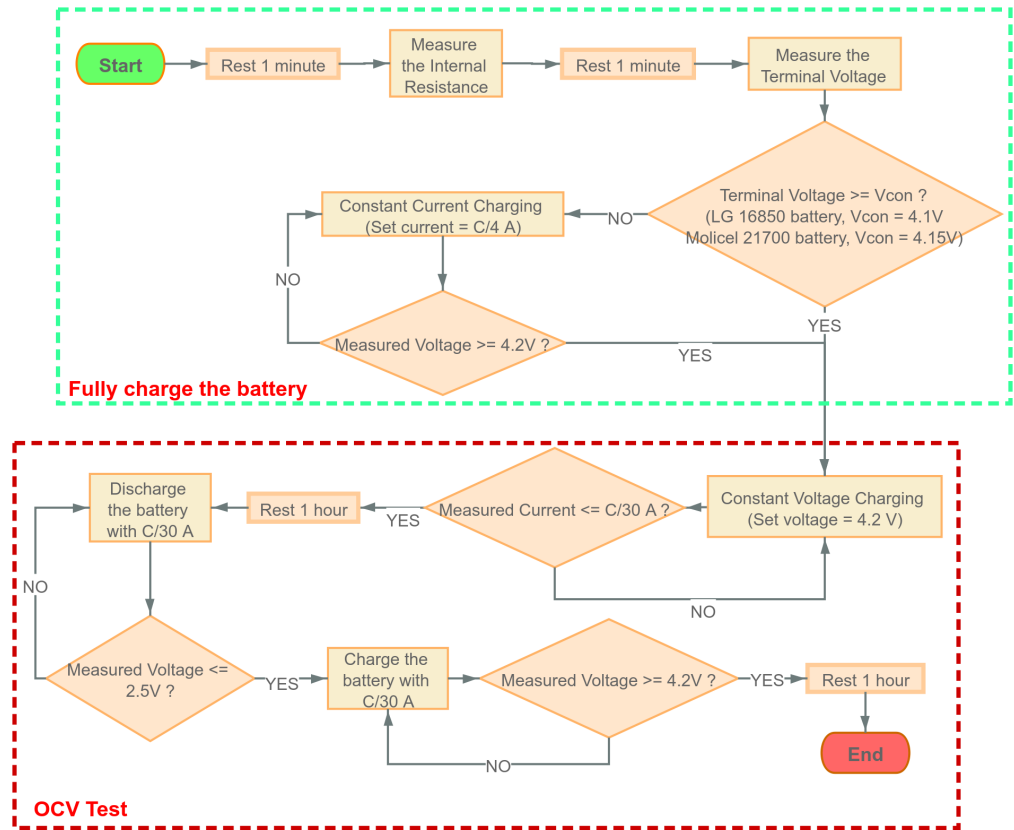 Start
Rest 1 minute
Measure
the Internal
Resistance
Rest 1 minute
Measure the
Terminal Voltage
Terminal Voltage >= Vcon ?
(LG 16850 battery, Vcon = 4.1V
Molicel 21700 battery, Vcon = 4.15V)
NO
Constant Current Charging
(Set current = C/4 A)
NO
Measured Voltage >= 4.2V ?
YES
YES
Fully charge the battery
Constant Voltage Charging
(Set voltage = 4.2 V)
Measured Current <= C/30 A ?
NO
YES
Rest 1 hour
Discharge
the battery
with C/30 A
NO
Measured Voltage <=
2.5V ?
YES
Charge the
battery with
C/30 A
Measured Voltage >= 4.2V ?
NO
YES
Rest 1 hour
End
OCV Test